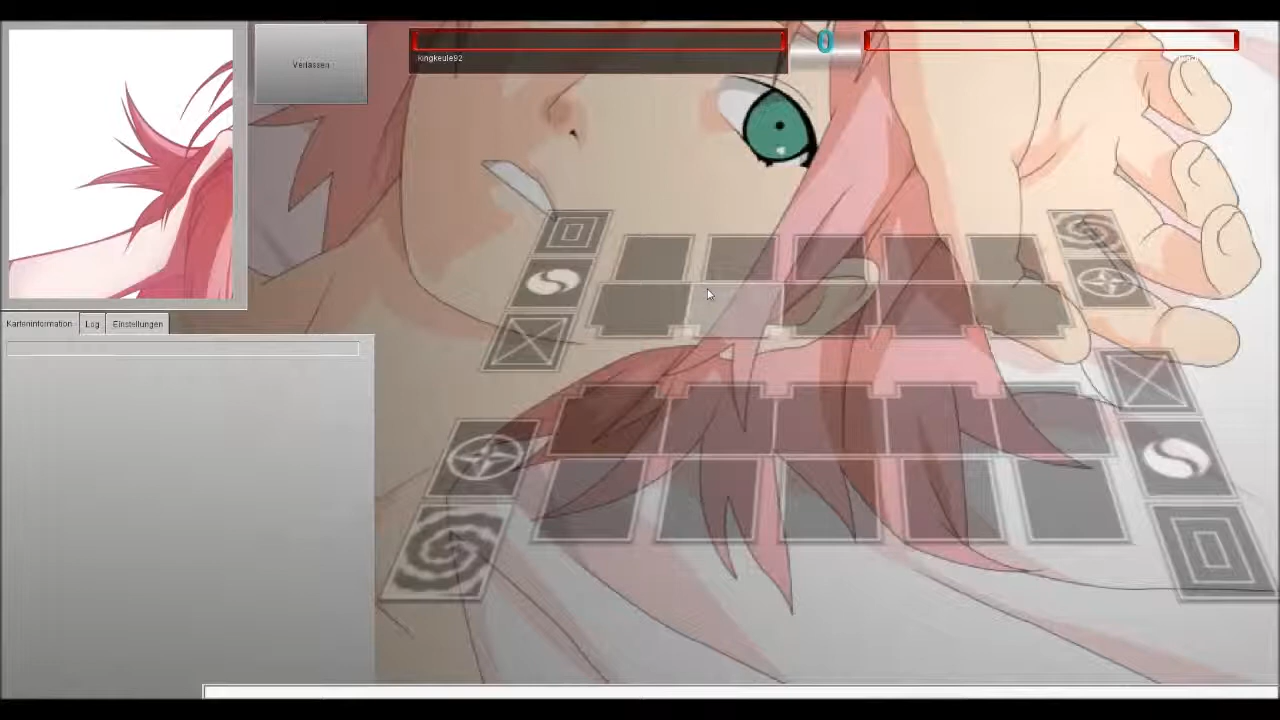 Verlassen
kingkeule92
0
Karteninformation
Log
Einstellungen